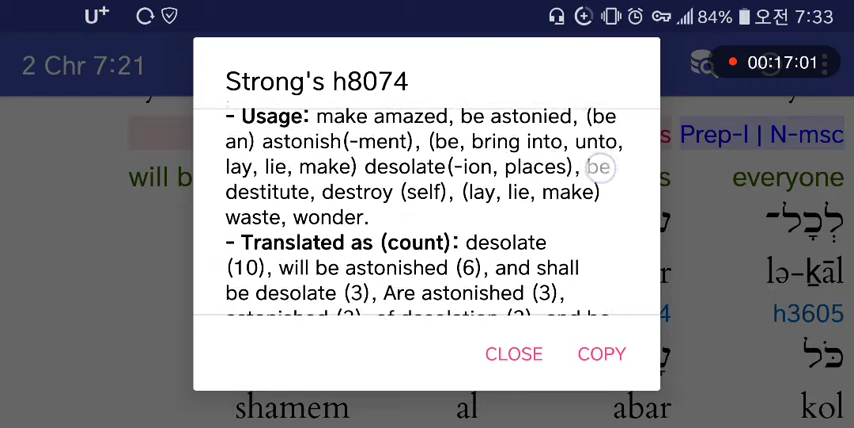 U+ 84% 오전 7:33
2 Chr 7:21 00:17:01
Strong's h8074
- Usage: make amazed, be astonied, (be
an) astonish(-ment), (be, bring into, unto,
lay, lie, make) desolate(-ion, places), be
destitute, destroy (self), (lay, lie, make)
waste, wonder.
- Translated as (count): desolate
(10), will be astonished (6), and shall
be desolate (3), Are astonished (3),
CLOSE COPY
s Prep-l | N-msc
will b s everyone
לְכָל־
r lə-ḵāl
4 h3605
כֹּל
shamem al abar kol